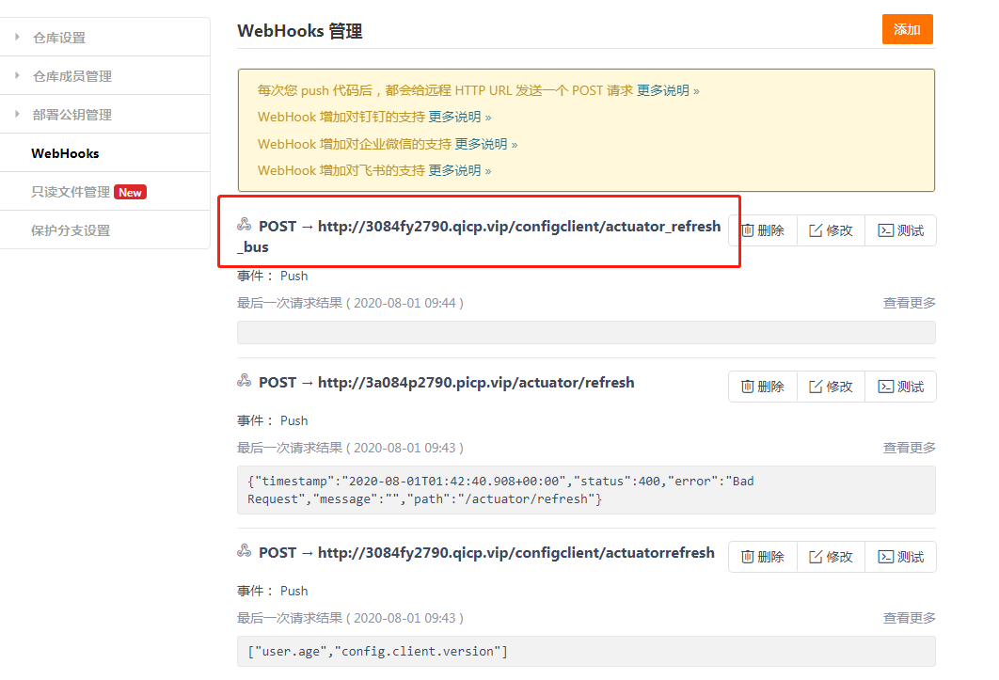 仓库设置
仓库成员管理
部署公钥管理
WebHooks
只读文件管理 New
保护分支设置
WebHooks 管理
添加
每次您 push 代码后，都会给远程 HTTP URL 发送一个 POST 请求 更多说明 »
WebHook 增加对钉钉的支持 更多说明 »
WebHook 增加对企业微信的支持 更多说明 »
WebHook 增加对飞书的支持 更多说明 »
POST → http://3084fy2790.qicp.vip/configclient/actuator_refresh
_bus
删除 修改 测试
事件： Push
最后一次请求结果 ( 2020-08-01 09:44 ) 查看更多
POST → http://3a084p2790.picp.vip/actuator/refresh
删除 修改 测试
事件： Push
最后一次请求结果 ( 2020-08-01 09:43 ) 查看更多
{"timestamp":"2020-08-01T01:42:40.908+00:00","status":400,"error":"Bad
Request","message":"","path":"/actuator/refresh"}
POST → http://3084fy2790.qicp.vip/configclient/actuatorrefresh
删除 修改 测试
事件： Push
最后一次请求结果 ( 2020-08-01 09:43 ) 查看更多
["user.age","config.client.version"]